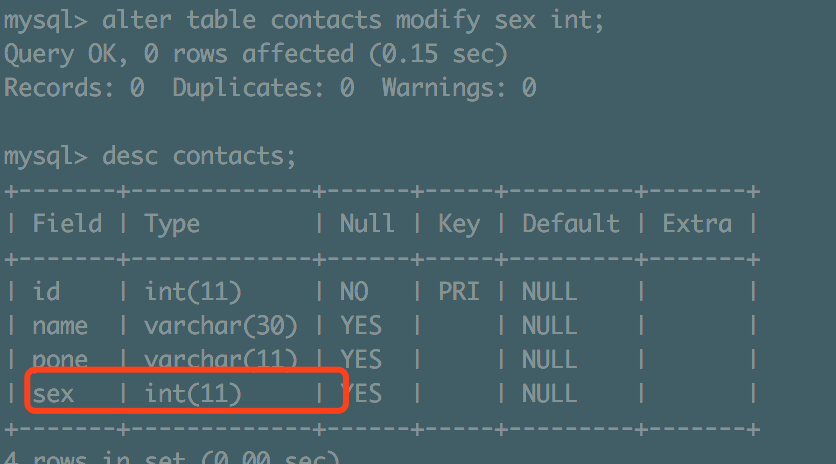 mysql> alter table contacts modify sex int;
Query OK, 0 rows affected (0.15 sec)
Records: 0  Duplicates: 0  Warnings: 0
mysql> desc contacts;
+-------+-------------+------+-----+---------+-------+
| Field | Type        | Null | Key | Default | Extra |
+-------+-------------+------+-----+---------+-------+
| id    | int(11)     | NO   | PRI | NULL    |       |
| name  | varchar(30) | YES  |     | NULL    |       |
| pone  | varchar(11) | YES  |     | NULL    |       |
| sex   | int(11)     | YES  |     | NULL    |       |
+-------+-------------+------+-----+---------+-------+
4 rows in set (0.00 sec)